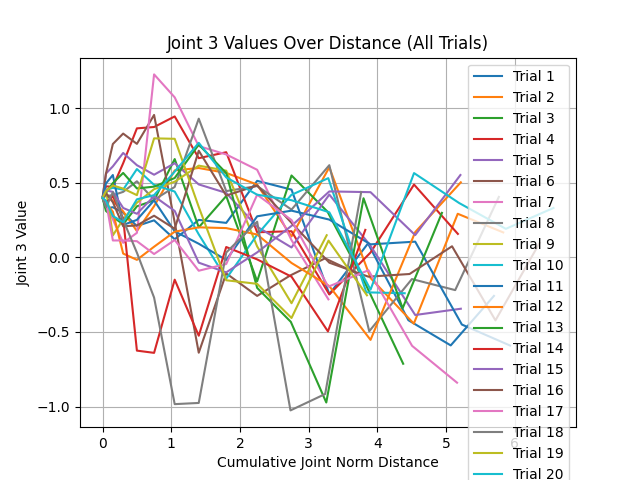 Joint 3 Values Over Distance (All Trials)
Joint 3 Value
1.0
0.5
0.0
−0.5
−1.0
0
1
2
3
4
5
6
Cumulative Joint Norm Distance
Trial 1
Trial 2
Trial 3
Trial 4
Trial 5
Trial 6
Trial 7
Trial 8
Trial 9
Trial 10
Trial 11
Trial 12
Trial 13
Trial 14
Trial 15
Trial 16
Trial 17
Trial 18
Trial 19
Trial 20